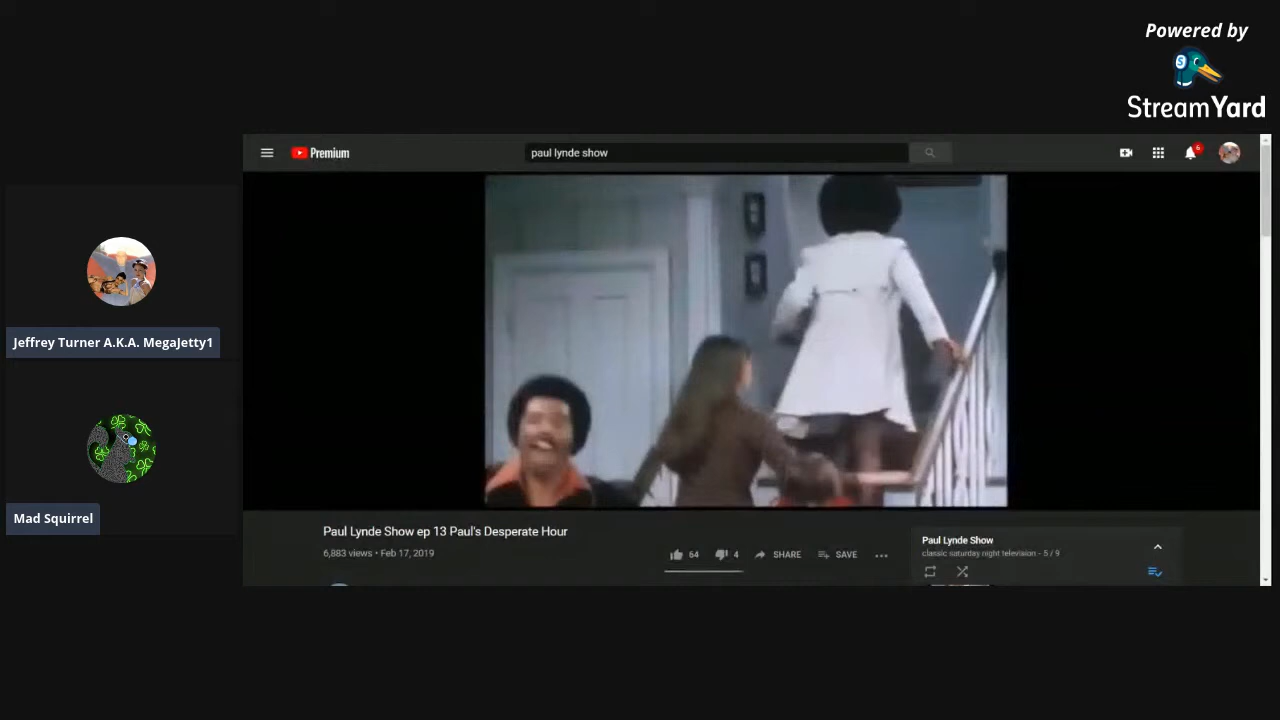 Powered by
S
StreamYard
Premium
paul lynde show
6
Jeffrey Turner A.K.A. MegaJetty1
Mad Squirrel
Paul Lynde Show ep 13 Paul's Desperate Hour
6,883 views • Feb 17, 2019
64
4
SHARE
SAVE
Paul Lynde Show
classic saturday night television - 5 / 9